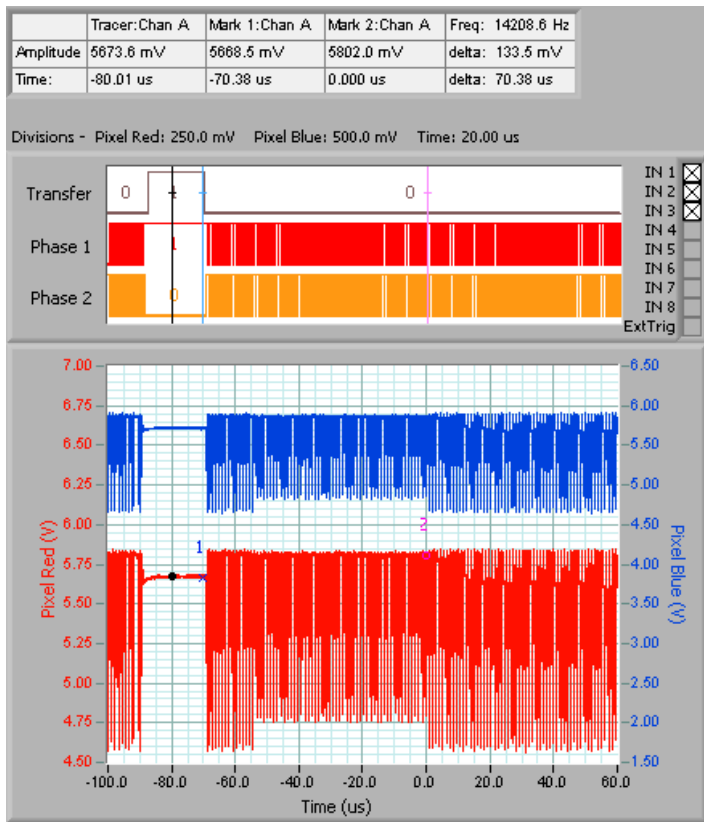 Tracer:Chan A Mark 1:Chan A Mark 2:Chan A Freq: 14208.6 Hz
Amplitude 5673.6 mV 5668.5 mV 5802.0 mV delta: 133.5 mV
Time: -80.01 us -70.38 us 0.000 us delta: 70.38 us
Divisions - Pixel Red: 250.0 mV Pixel Blue: 500.0 mV Time: 20.00 us
Transfer 0 1 0
Phase 1 1
Phase 2 0
IN 1
IN 2
IN 3
IN 4
IN 5
IN 6
IN 7
IN 8
ExtTrig
7.00 6.50
6.75 6.00
6.50 5.50
6.25 5.00
6.00 2 4.50
5.75 1 4.00
5.50 3.50
5.25 3.00
5.00 2.50
4.75 2.00
4.50 1.50
Pixel Red (V)
Pixel Blue (V)
-100.0 -80.0 -60.0 -40.0 -20.0 0.0 20.0 40.0 60.0
Time (us)